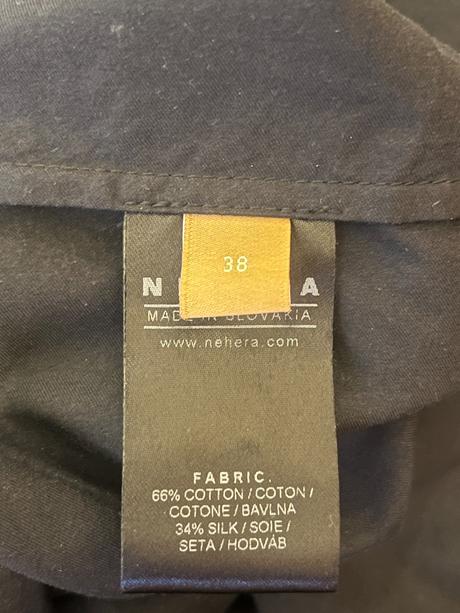 38
N A
MADE IN SLOVAKIA
www.nehera.com
FABRIC.
66% COTTON / COTON /
COTONE / BAVLNA
34% SILK / SOIE /
SETA / HODVÁB